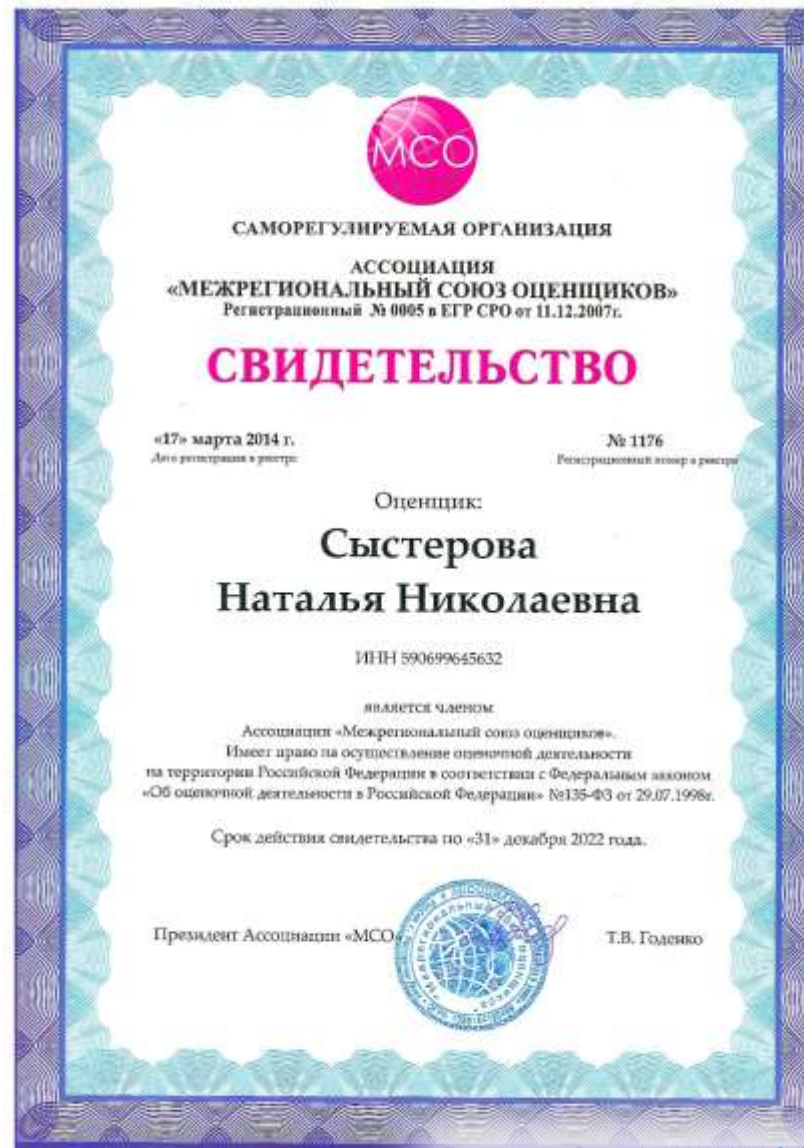 МСО
САМОРЕГУЛИРУЕМАЯ ОРГАНИЗАЦИЯ
АССОЦИАЦИЯ
«МЕЖРЕГИОНАЛЬНЫЙ СОЮЗ ОЦЕНЩИКОВ»
Регистрационный № 0005 в ЕГР СРО от 11.12.2007г.
СВИДЕТЕЛЬСТВО
«17» марта 2014 г.
Дата регистрации в реестре
№ 1176
Регистрационный номер в реестре
Оценщик:
Сыстерова
Наталья Николаевна
ИНН 590699645632
является членом
Ассоциации «Межрегиональный союз оценщиков».
Имеет право на осуществление оценочной деятельности
на территории Российской Федерации в соответствии с Федеральным законом
«Об оценочной деятельности в Российской Федерации» №135-ФЗ от 29.07.1998г.
Срок действия свидетельства по «31» декабря 2022 года.
Президент Ассоциации «МСО»
Т.В. Годенко